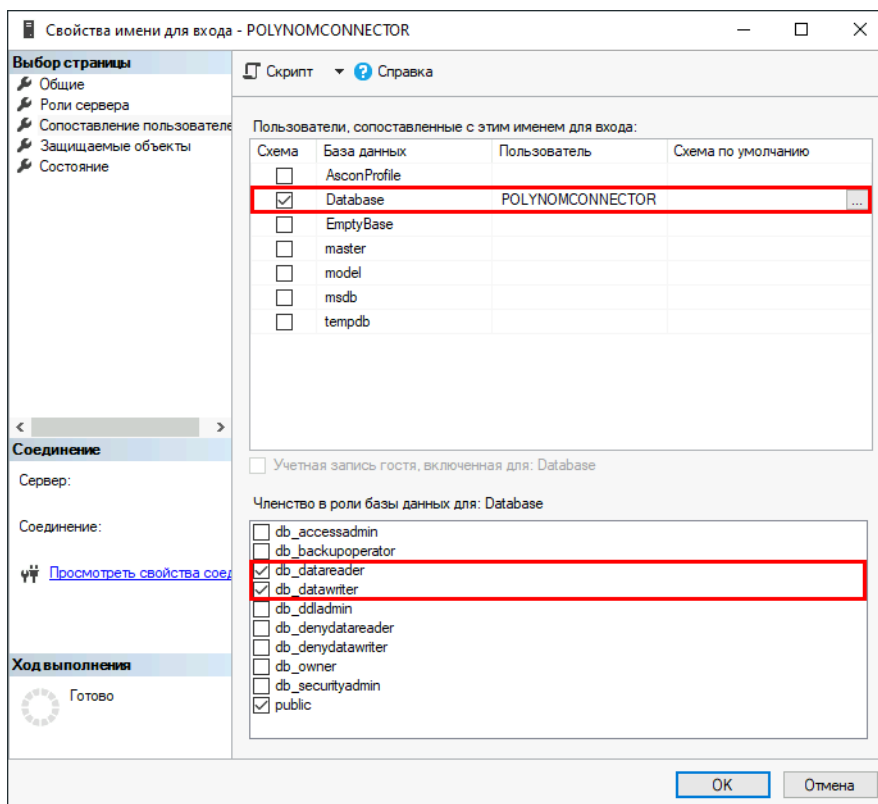 Свойства имени для входа - POLYNOMCONNECTOR
Выбор страницы
Общие
Роли сервера
Сопоставление пользователе
Защищаемые объекты
Состояние
Скрипт
Справка
Пользователи, сопоставленные с этим именем для входа:
Схема База данных Пользователь Схема по умолчанию
AsconProfile
Database POLYNOMCONNECTOR ...
EmptyBase
master
model
msdb
tempdb
Учетная запись гостя, включенная для: Database
Членство в роли базы данных для: Database
db_accessadmin
db_backupoperator
db_datareader
db_datawriter
db_ddladmin
db_denydatareader
db_denydatawriter
db_owner
db_securityadmin
public
Соединение
Сервер:
Соединение:
Просмотреть свойства соед
Ход выполнения
Готово
OK Отмена